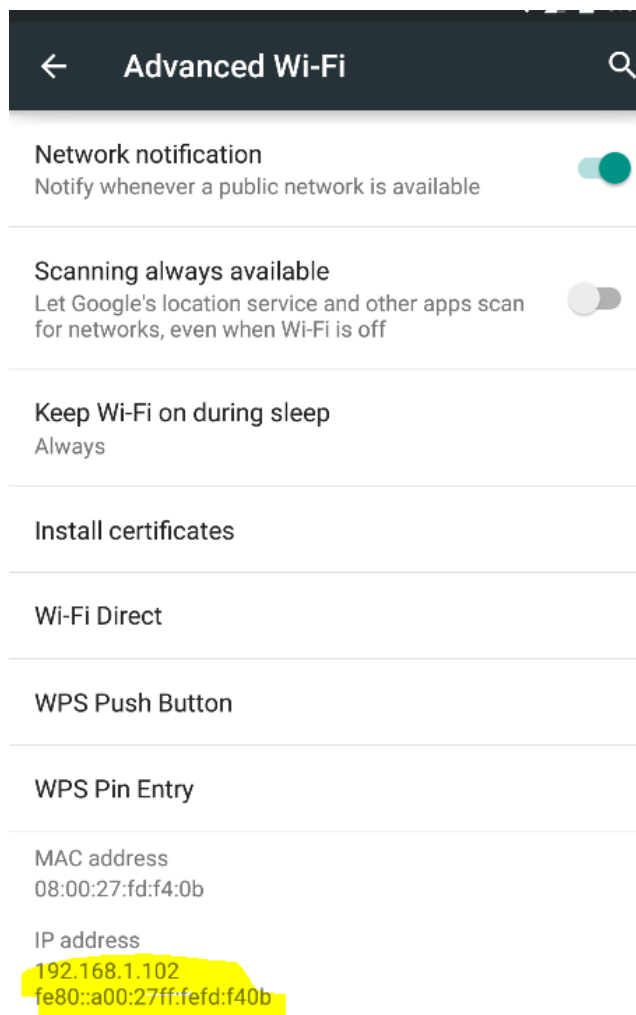 Advanced Wi-Fi
Network notification
Notify whenever a public network is available
Scanning always available
Let Google's location service and other apps scan
for networks, even when Wi-Fi is off
Keep Wi-Fi on during sleep
Always
Install certificates
Wi-Fi Direct
WPS Push Button
WPS Pin Entry
MAC address
08:00:27:fd:f4:0b
IP address
192.168.1.102
fe80::a00:27ff:fefd:f40b